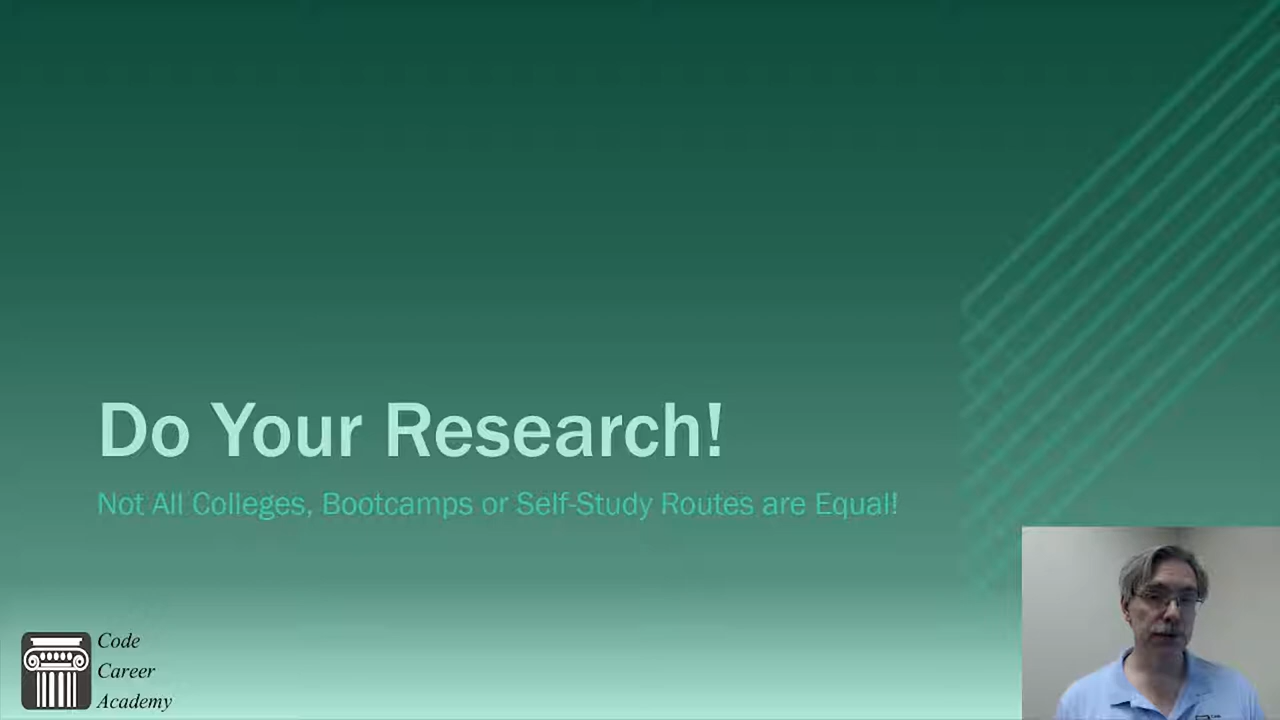 Do Your Research!
Not All Colleges, Bootcamps or Self-Study Routes are Equal!
Code
Career
Academy